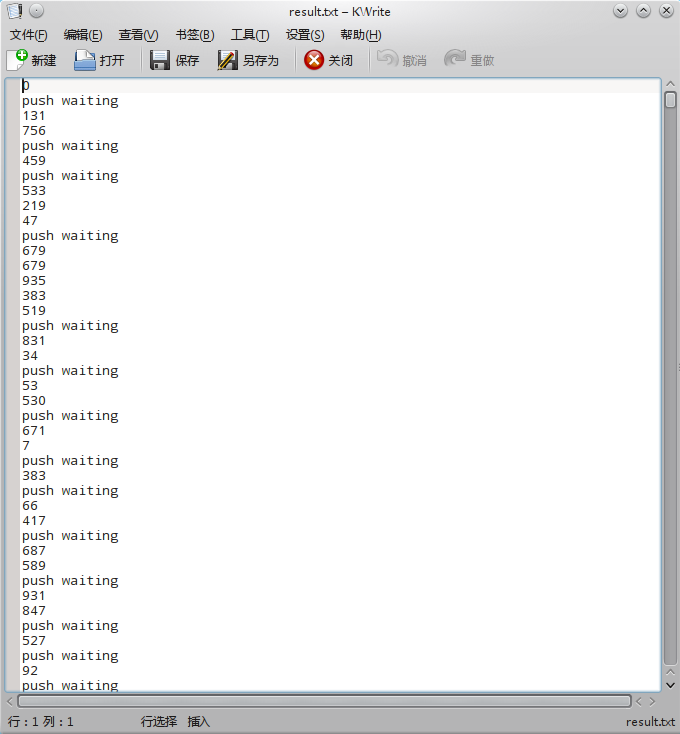 result.txt – KWrite
文件(F) 编辑(E) 查看(V) 书签(B) 工具(T) 设置(S) 帮助(H)
新建 打开 保存 另存为 关闭 撤消 重做
0
push waiting
131
756
push waiting
459
push waiting
533
219
47
push waiting
679
679
935
383
519
push waiting
831
34
push waiting
53
530
push waiting
671
7
push waiting
383
push waiting
66
417
push waiting
687
589
push waiting
931
847
push waiting
527
push waiting
92
push waiting
行：1 列：1 行选择 插入 result.txt